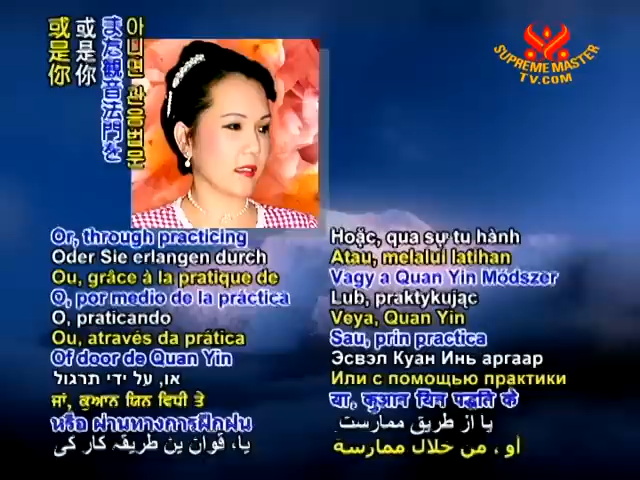 或是你
或是你
また観音法門を
아니면 관음법문
SUPREME MASTER
TV.COM
Or, through practicing
Oder Sie erlangen durch
Ou, grâce à la pratique de
O, por medio de la práctica
O, praticando
Ou, através da prática
Of door de Quan Yin
או, על ידי תרגול
ਜਾਂ, ਕੁਆਨ ਯਿਨ ਵਿਧੀ ਤੇ
หรือ ผ่านทางการฝึกฝน
یا، قوان ین طریقہ کار کی
Hoặc, qua sự tu hành
Atau, melalui latihan
Vagy a Quan Yin Módszer
Lub, praktykując
Veya, Quan Yin
Sau, prin practica
Эсвэл Куан Инь аргаар
Или с помощью практики
या, कुआन यिन पद्धति के
یا از طریق ممارست
أو ، من خلال ممارسة